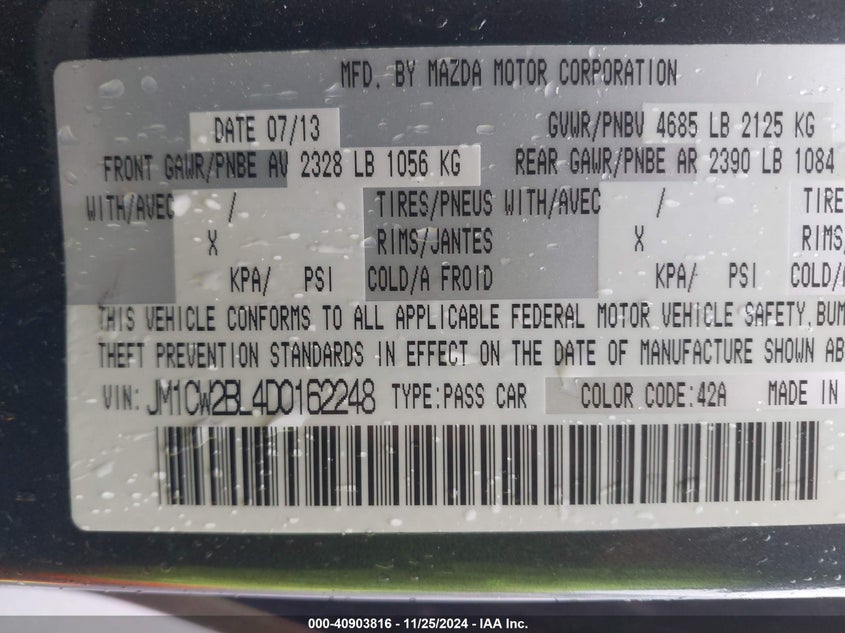 MFD. BY MAZDA MOTOR CORPORATION
DATE 07/13 GVWR/PNBV 4685 LB 2125 KG
FRONT GAWR/PNBE AV 2328 LB 1056 KG REAR GAWR/PNBE AR 2390 LB 1084
WITH/AVEC / TIRES/PNEUS WITH/AVEC / TIRE
X RIMS/JANTES X RIMS/
KPA/ PSI COLD/A FROID KPA/ PSI COLD/A
THIS VEHICLE CONFORMS TO ALL APPLICABLE FEDERAL MOTOR VEHICLE SAFETY, BUM
THEFT PREVENTION STANDARDS IN EFFECT ON THE DATE OF MANUFACTURE SHOWN AB
VIN: JM1CW2BL4D0162248 TYPE:PASS CAR COLOR CODE:42A MADE IN
000-40903816 - 11/25/2024 - IAA Inc.